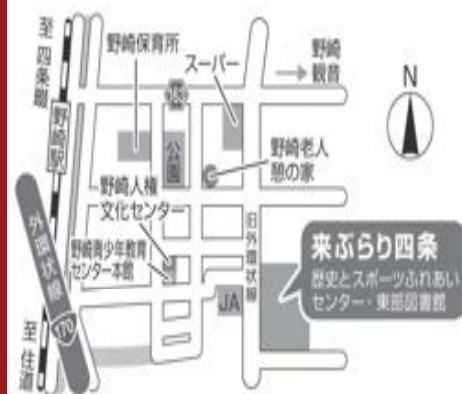 至 四条畷
野崎駅
外環状線
170
至 住道
野崎保育所
スーパー
野崎
観音
N
公園
野崎老人
憩の家
野崎人権
文化センター
野崎青少年教育
センター本館
旧外環状線
JA
来ぶらり四条
歴史とスポーツふれあい
センター・東部図書館